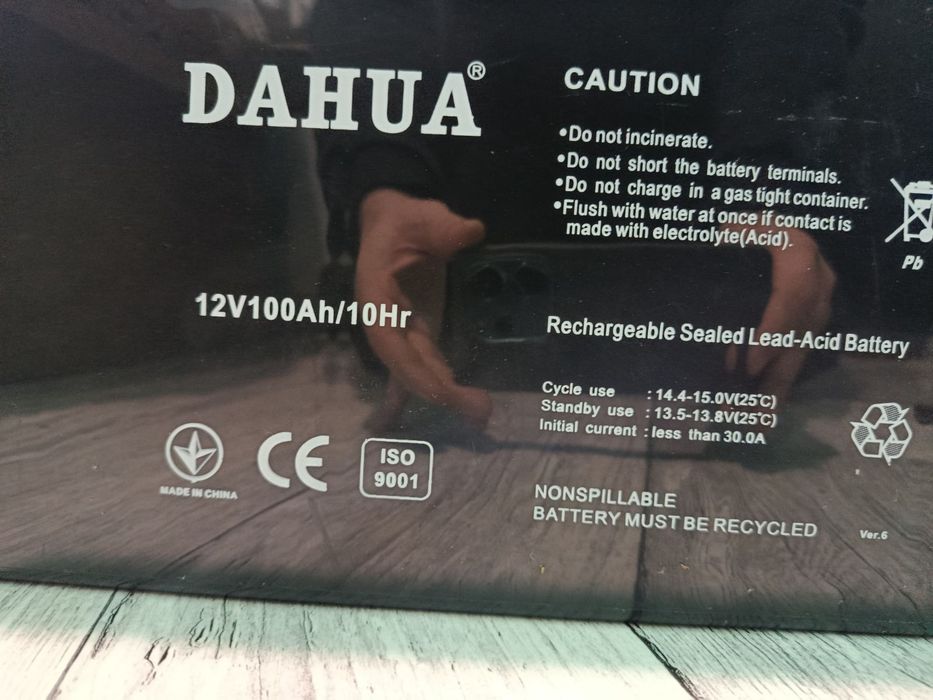 DAHUA®
12V100Ah/10Hr
MADE IN CHINA
CE
ISO
9001
CAUTION
•Do not incinerate.
•Do not short the battery terminals.
•Do not charge in a gas tight container.
•Flush with water at once if contact is
made with electrolyte(Acid).
Pb
Rechargeable Sealed Lead-Acid Battery
Cycle use : 14.4-15.0V(25℃)
Standby use : 13.5-13.8V(25℃)
Initial current : less than 30.0A
NONSPILLABLE
BATTERY MUST BE RECYCLED
Ver.6